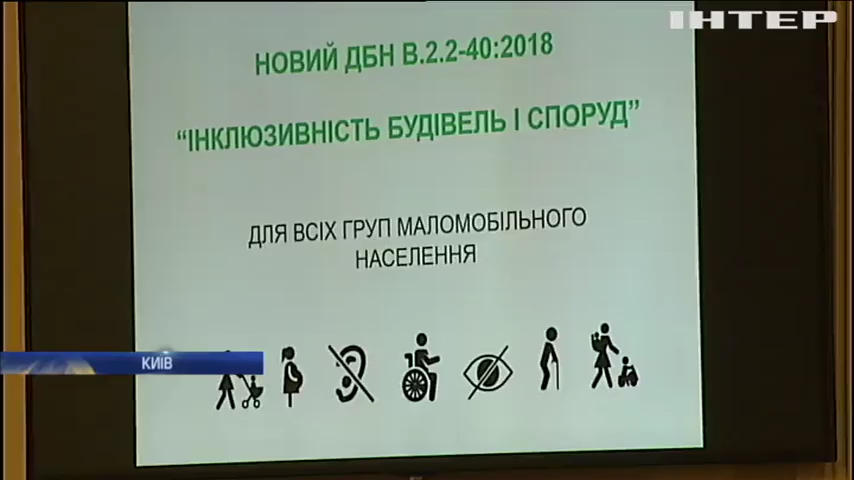 ІНТЕР
НОВИЙ ДБН В.2.2-40:2018
“ІНКЛЮЗИВНІСТЬ БУДІВЕЛЬ І СПОРУД”
ДЛЯ ВСІХ ГРУП МАЛОМОБІЛЬНОГО
НАСЕЛЕННЯ
КИЇВ